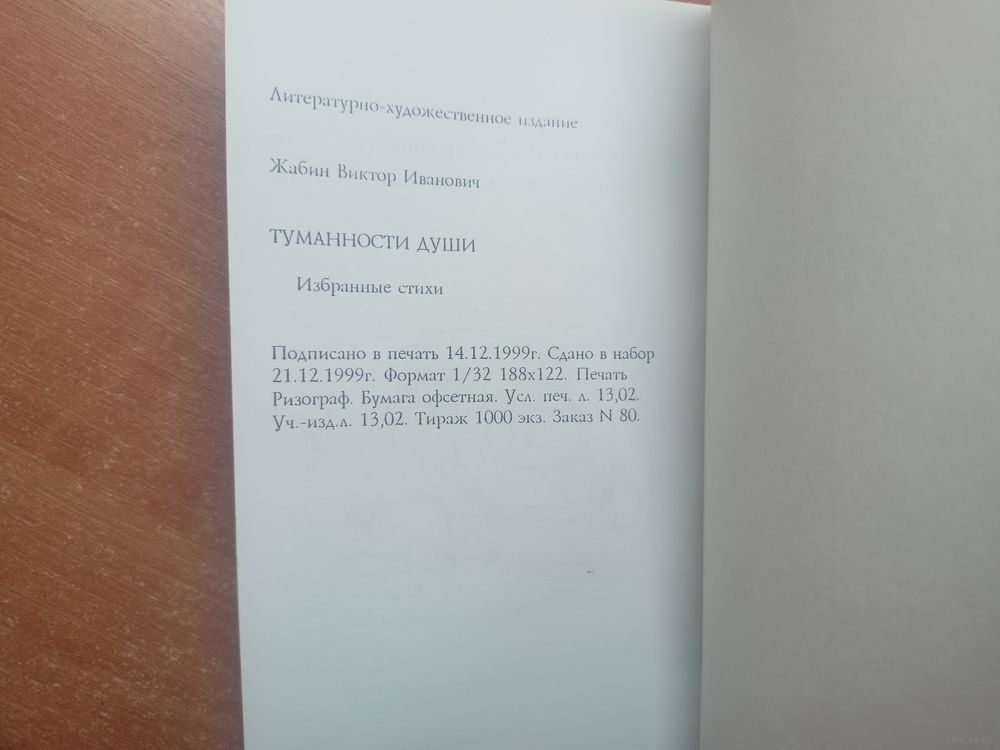 Литературно-художественное издание
Жабин Виктор Иванович
ТУМАННОСТИ ДУШИ
Избранные стихи
Подписано в печать 14.12.1999г. Сдано в набор
21.12.1999г. Формат 1/32 188х122. Печать
Ризограф. Бумага офсетная. Усл. печ. л. 13,02.
Уч.-изд.л. 13,02. Тираж 1000 экз. Заказ N 80.